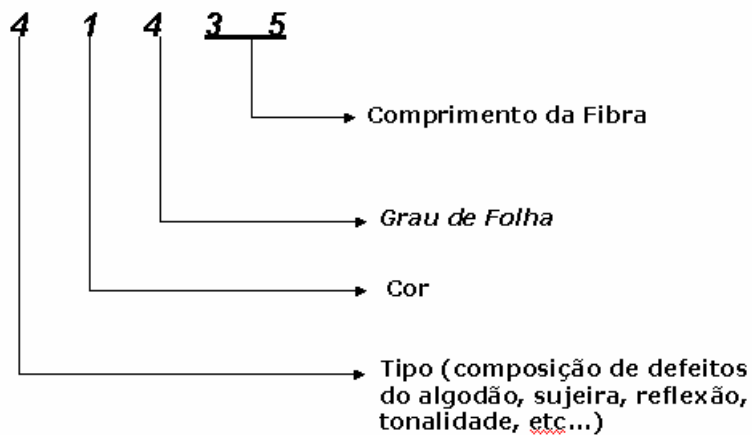 4 1 4 3 5
Comprimento da Fibra
Grau de Folha
Cor
Tipo (composição de defeitos
do algodão, sujeira, reflexão,
tonalidade, etc...)